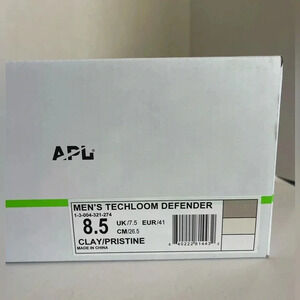 APL
MEN'S TECHLOOM DEFENDER
1-3-004-321-274
8.5 UK/7.5 EUR/41
CM/26.5
CLAY/PRISTINE
MADE IN CHINA